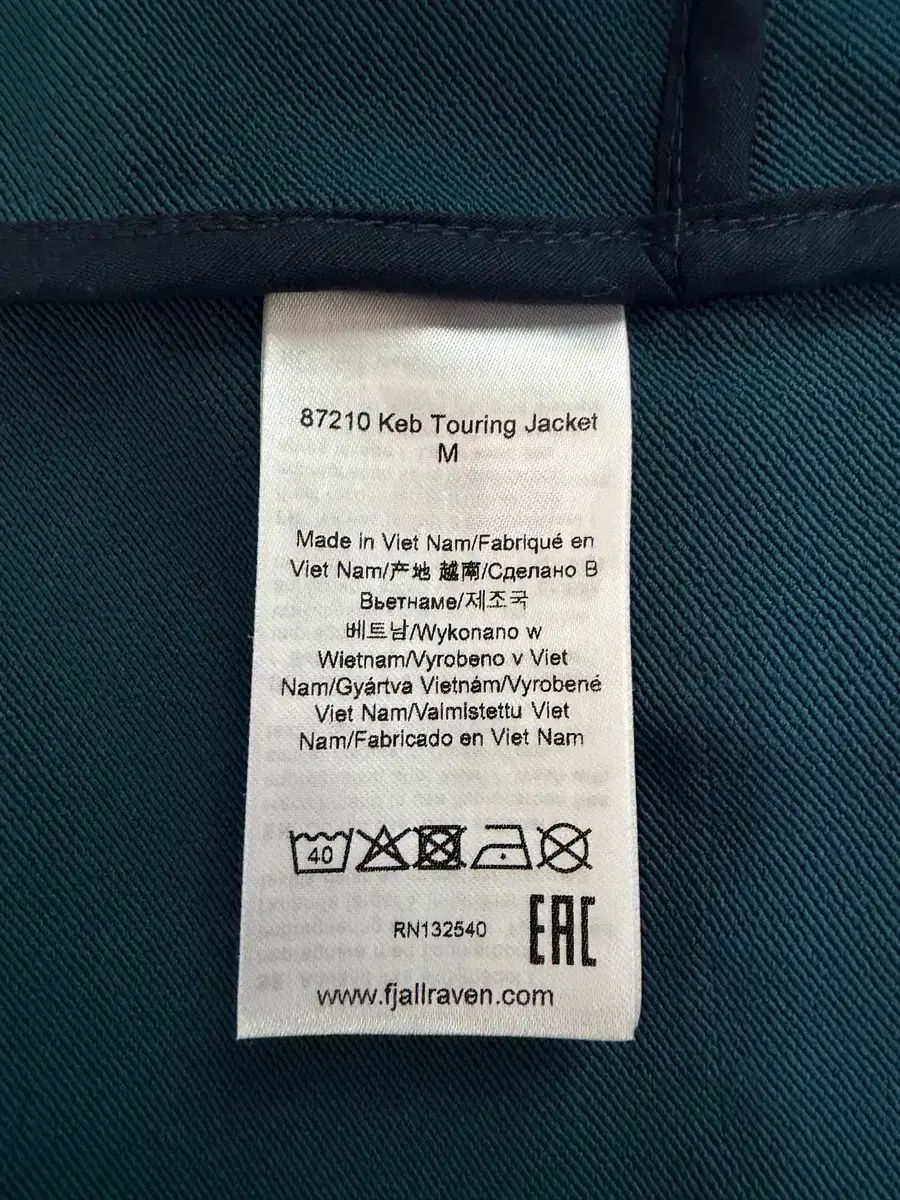 87210 Keb Touring Jacket
M
Made in Viet Nam/Fabriqué en
Viet Nam/产地 越南/Сделано В
Вьетнаме/제조국
베트남/Wykonano w
Wietnam/Vyrobeno v Viet
Nam/Gyártva Vietnám/Vyrobené
Viet Nam/Valmistettu Viet
Nam/Fabricado en Viet Nam
40
RN132540
EAC
www.fjallraven.com